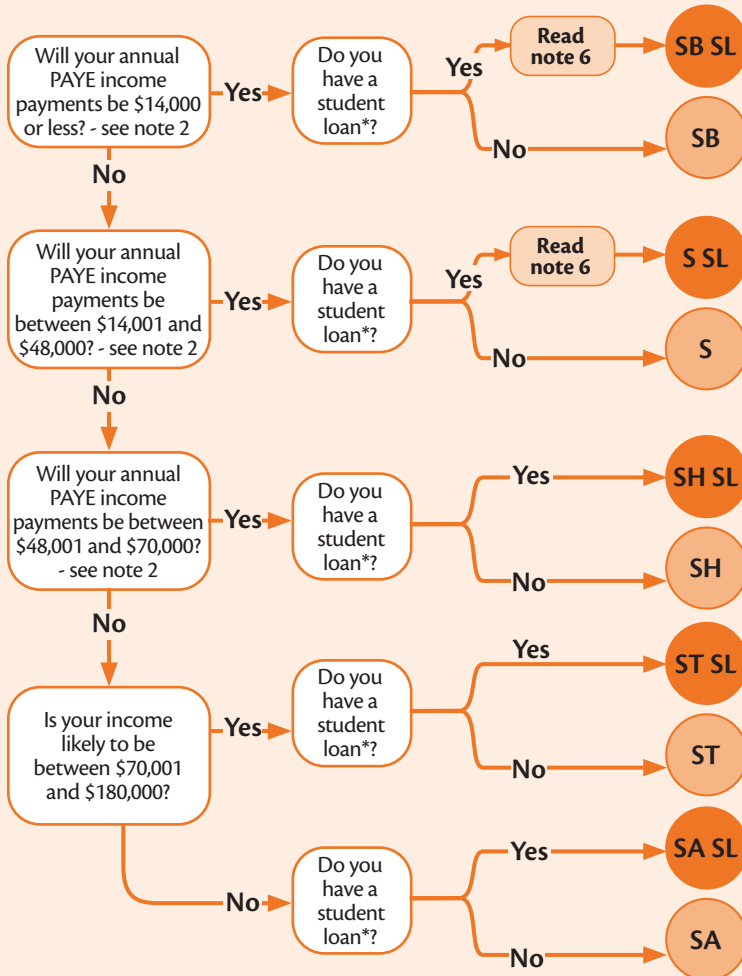 Will your annual
PAYE income
payments be $14,000
or less? - see note 2
Yes
Do you
have a
student
loan*?
Yes
Read
note 6
SB SL
No
SB
No
Will your annual
PAYE income
payments be
between $14,001 and
$48,000? - see note 2
Yes
Do you
have a
student
loan*?
Yes
Read
note 6
S SL
No
S
No
Will your annual
PAYE income
payments be between
$48,001 and $70,000?
- see note 2
Yes
Do you
have a
student
loan*?
Yes
SH SL
No
SH
No
Is your income
likely to be
between $70,001
and $180,000?
Yes
Do you
have a
student
loan*?
Yes
ST SL
No
ST
No
Do you
have a
student
loan*?
Yes
SA SL
No
SA